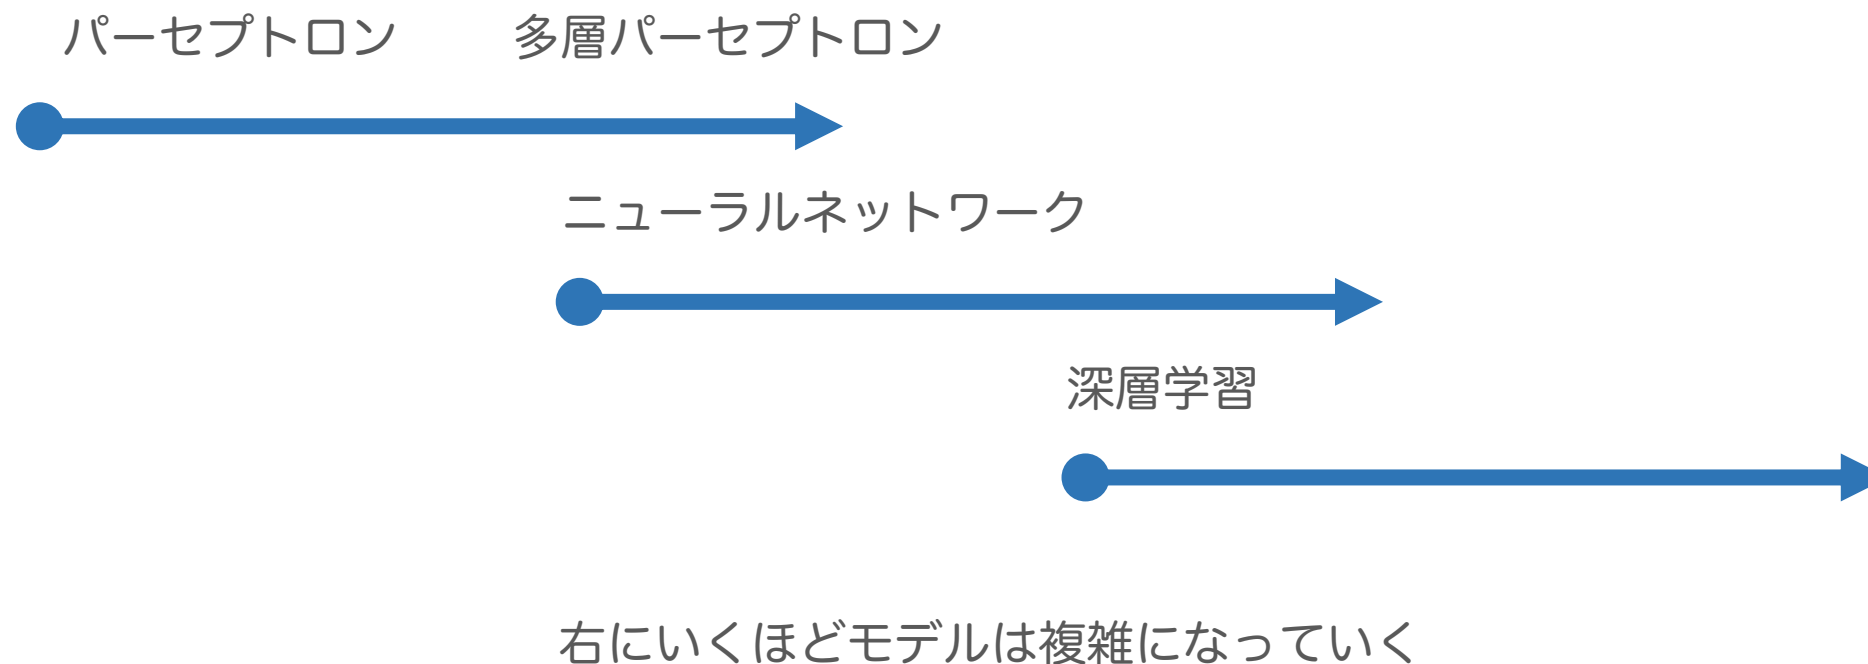 パーセプトロン 多層パーセプトロン
ニューラルネットワーク
深層学習
右にいくほどモデルは複雑になっていく